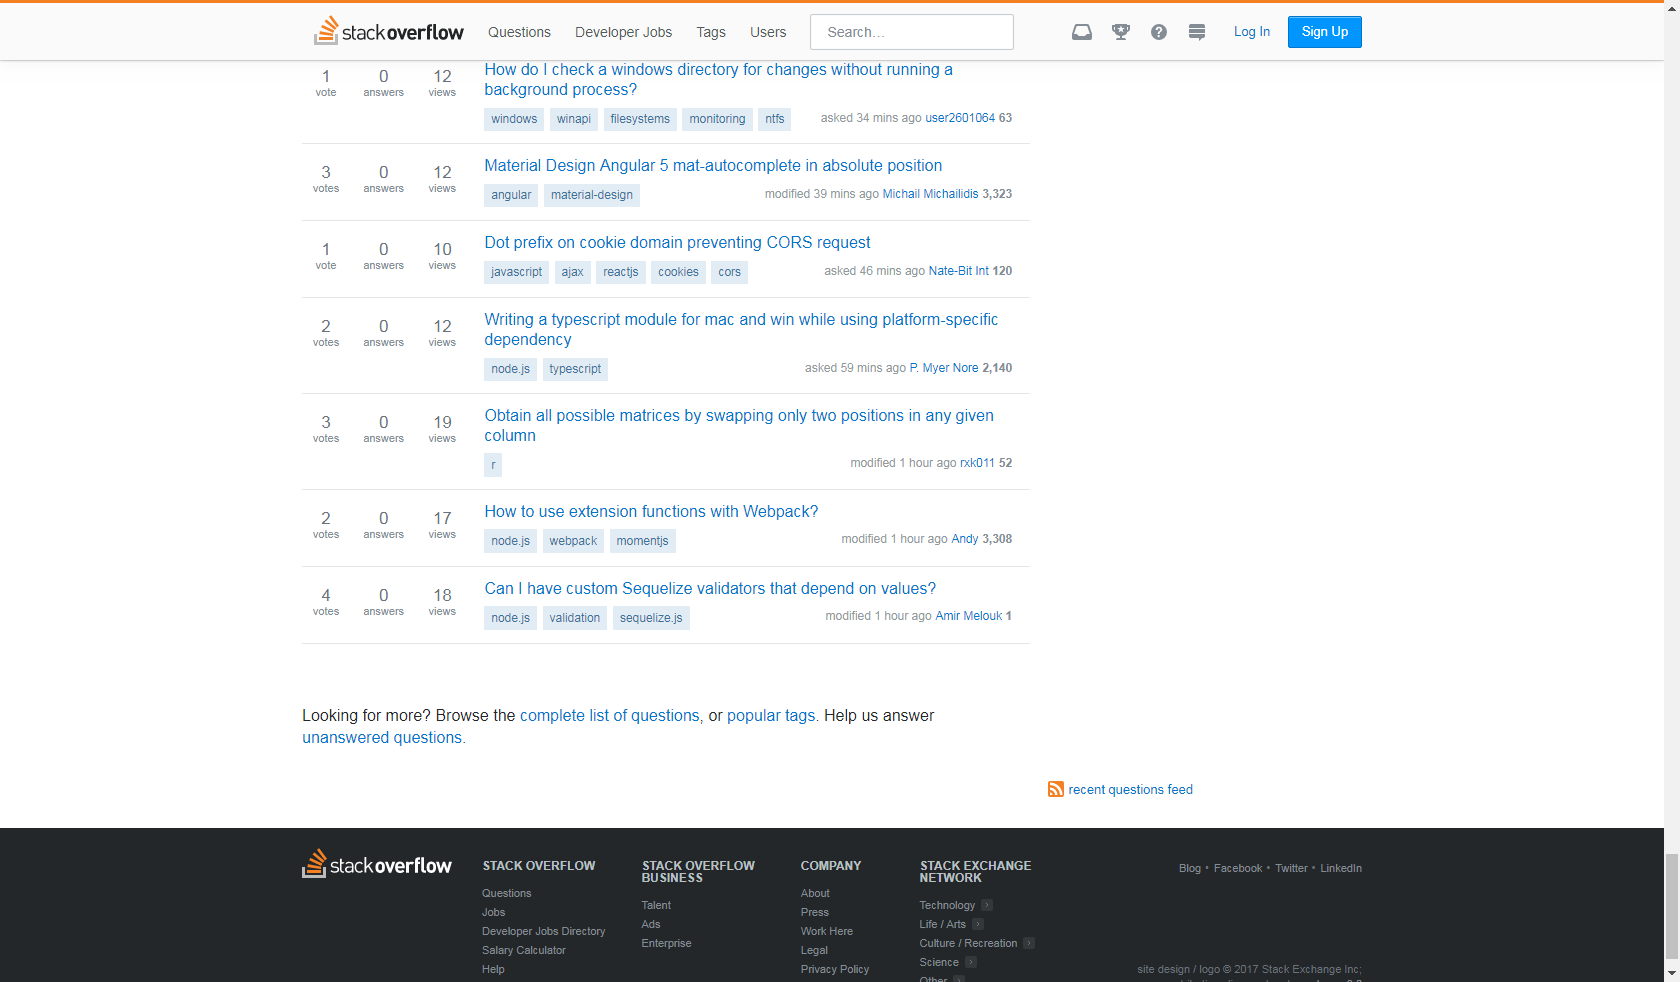 stackoverflow Questions Developer Jobs Tags Users Search... Log In Sign Up
1 vote 0 answers 12 views
How do I check a windows directory for changes without running a
background process?
windows winapi filesystems monitoring ntfs asked 34 mins ago user2601064 63
3 votes 0 answers 12 views
Material Design Angular 5 mat-autocomplete in absolute position
angular material-design modified 39 mins ago Michail Michailidis 3,323
1 vote 0 answers 10 views
Dot prefix on cookie domain preventing CORS request
javascript ajax reactjs cookies cors asked 46 mins ago Nate-Bit Int 120
2 votes 0 answers 12 views
Writing a typescript module for mac and win while using platform-specific
dependency
node.js typescript asked 59 mins ago P. Myer Nore 2,140
3 votes 0 answers 19 views
Obtain all possible matrices by swapping only two positions in any given
column
r modified 1 hour ago rxk011 52
2 votes 0 answers 17 views
How to use extension functions with Webpack?
node.js webpack momentjs modified 1 hour ago Andy 3,308
4 votes 0 answers 18 views
Can I have custom Sequelize validators that depend on values?
node.js validation sequelize.js modified 1 hour ago Amir Melouk 1
Looking for more? Browse the complete list of questions, or popular tags. Help us answer
unanswered questions.
recent questions feed
stackoverflow
STACK OVERFLOW
Questions
Jobs
Developer Jobs Directory
Salary Calculator
Help
STACK OVERFLOW
BUSINESS
Talent
Ads
Enterprise
COMPANY
About
Press
Work Here
Legal
Privacy Policy
STACK EXCHANGE
NETWORK
Technology
Life / Arts
Culture / Recreation
Science
Other
Blog • Facebook • Twitter • LinkedIn
site design / logo © 2017 Stack Exchange Inc;